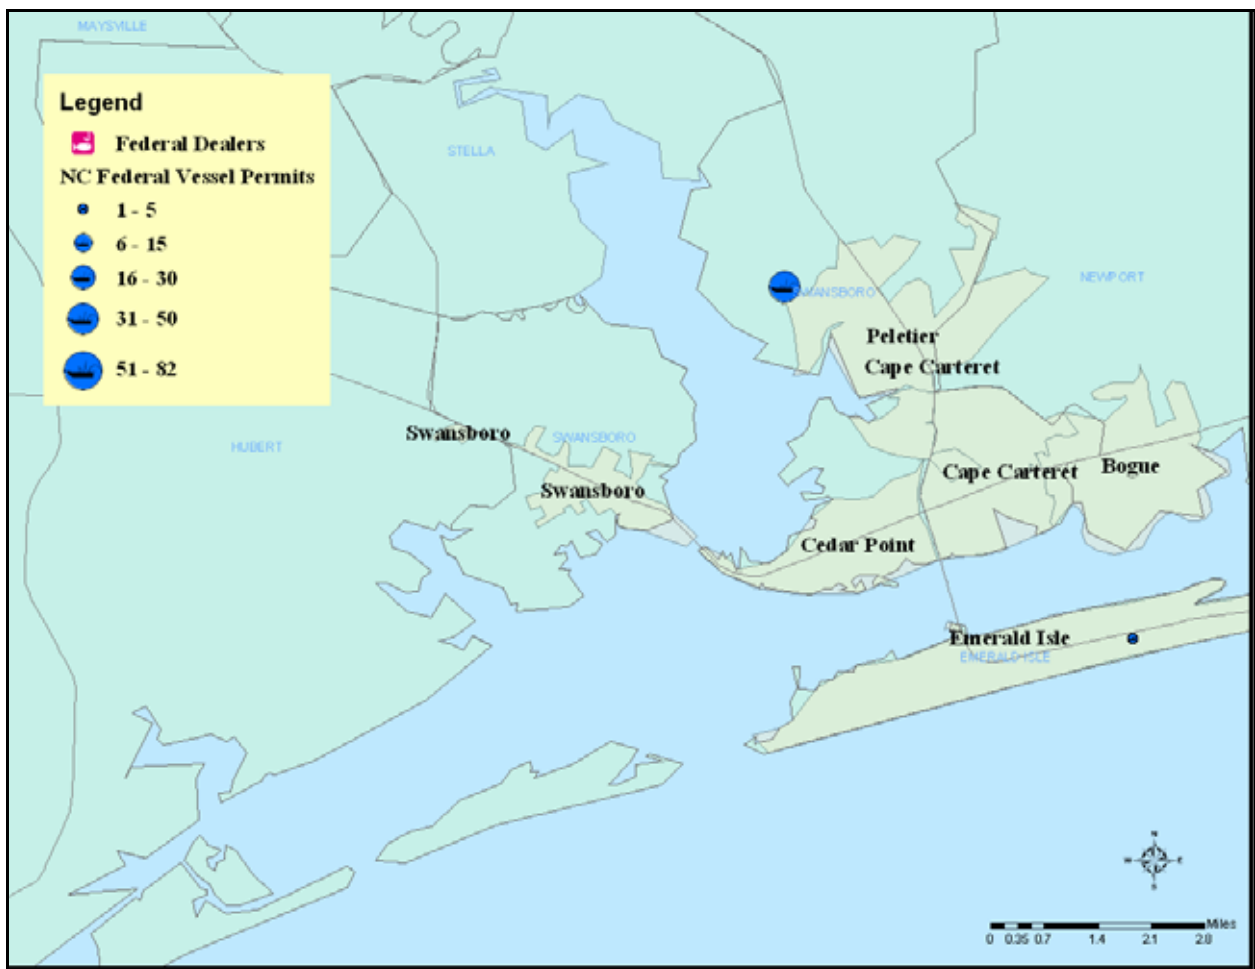 MAYSVILLE
Legend
Federal Dealers
NC Federal Vessel Permits
1 - 5
6 - 15
16 - 30
31 - 50
51 - 82
STELLA
NEWPORT
SWANSBORO
Peletier
Cape Carteret
Swansboro
SWANSBORO
HUBERT
Cape Carteret
Bogue
Swansboro
Cedar Point
Emerald Isle
EMERALD ISLE
N
W E
S
Miles
0 0.35 0.7 1.4 2.1 2.8